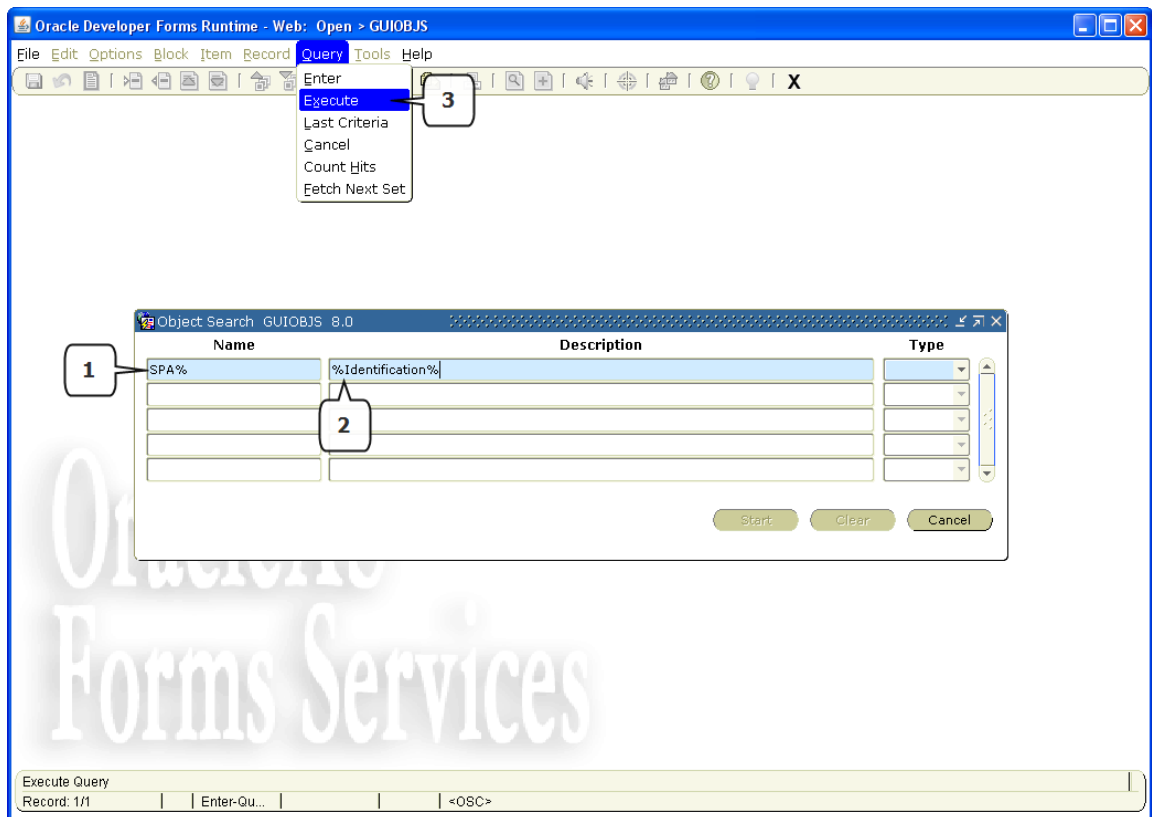 Oracle Developer Forms Runtime - Web: Open > GUIOBJS
File Edit Options Block Item Record Query Tools Help
X
Enter
Execute
3
Last Criteria
Cancel
Count Hits
Fetch Next Set
Object Search GUIOBJS 8.0
Name Description Type
1
SPA% %Identification%
2
Start Clear Cancel
Forms Services
Execute Query
Record: 1/1 Enter-Qu... <OSC>